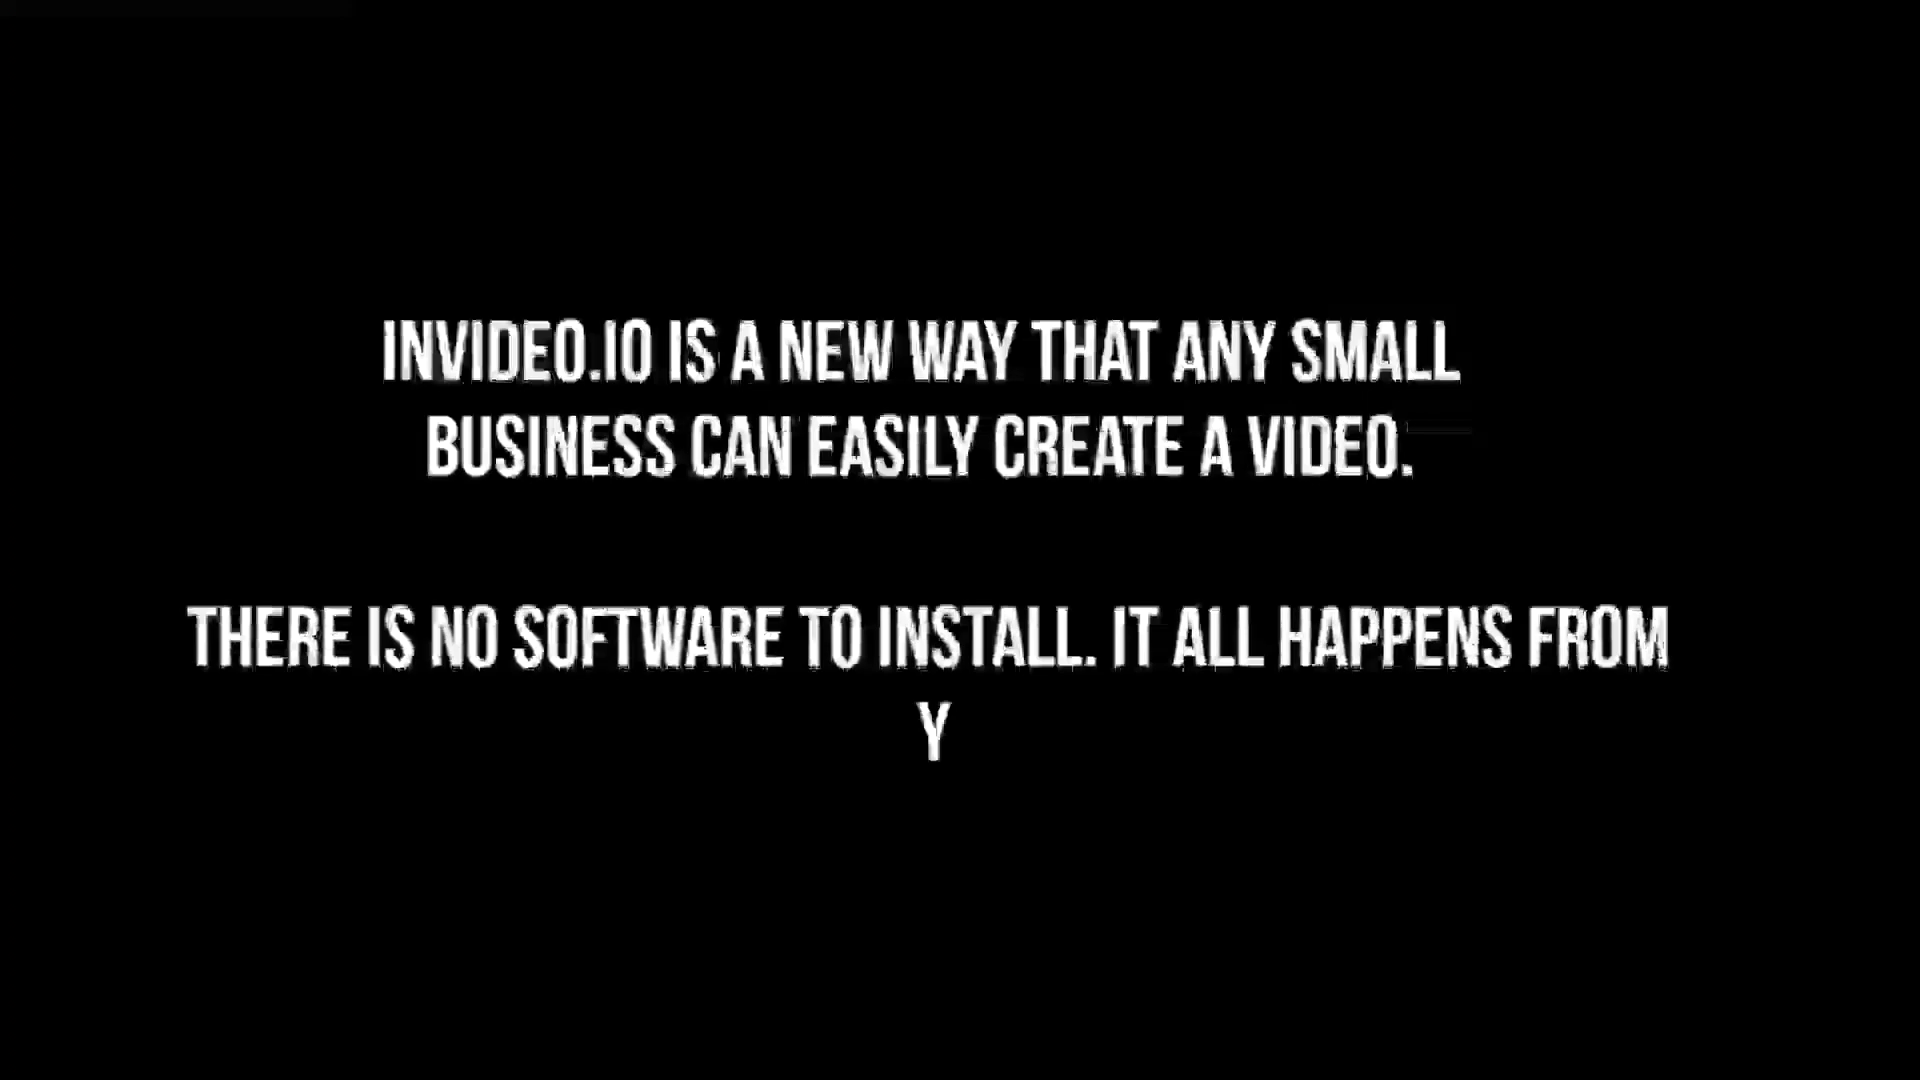 INVIDEO.IO IS A NEW WAY THAT ANY SMALL
BUSINESS CAN EASILY CREATE A VIDEO.
THERE IS NO SOFTWARE TO INSTALL. IT ALL HAPPENS FROM
Y